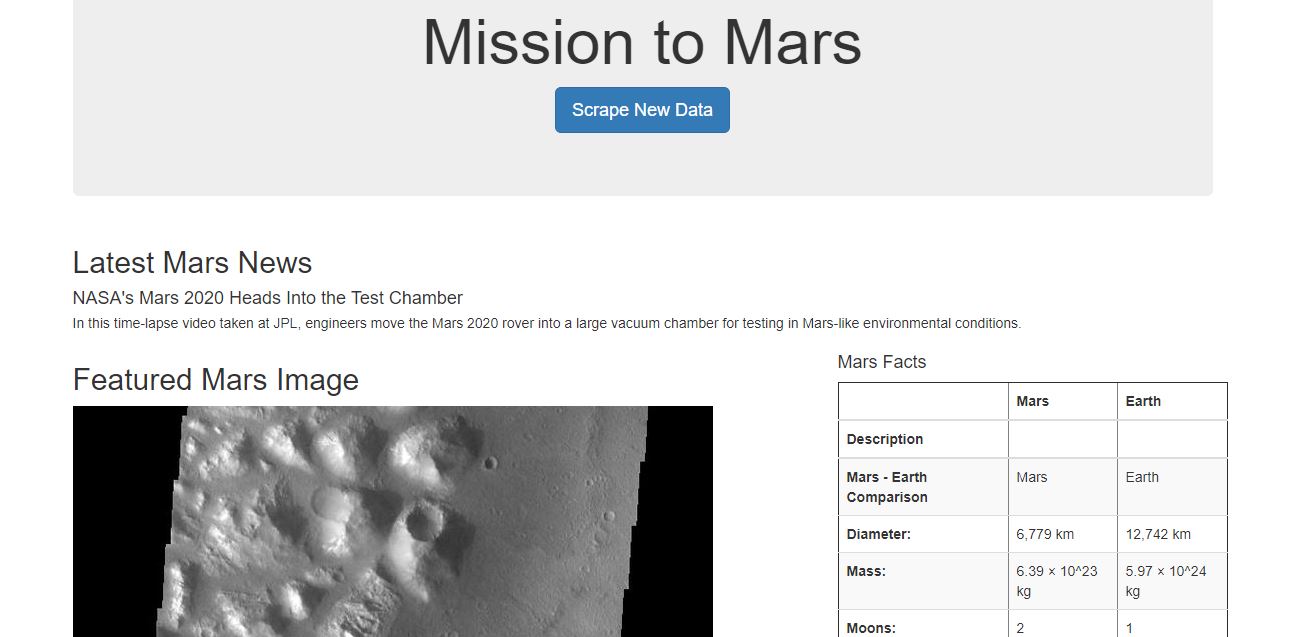 Mission to Mars
Scrape New Data
Latest Mars News
NASA's Mars 2020 Heads Into the Test Chamber
In this time-lapse video taken at JPL, engineers move the Mars 2020 rover into a large vacuum chamber for testing in Mars-like environmental conditions.
Featured Mars Image
Mars Facts
Mars Earth
Description
Mars - Earth Mars Earth
Comparison
Diameter: 6,779 km 12,742 km
Mass: 6.39 × 10^23 5.97 × 10^24
kg kg
Moons: 2 1